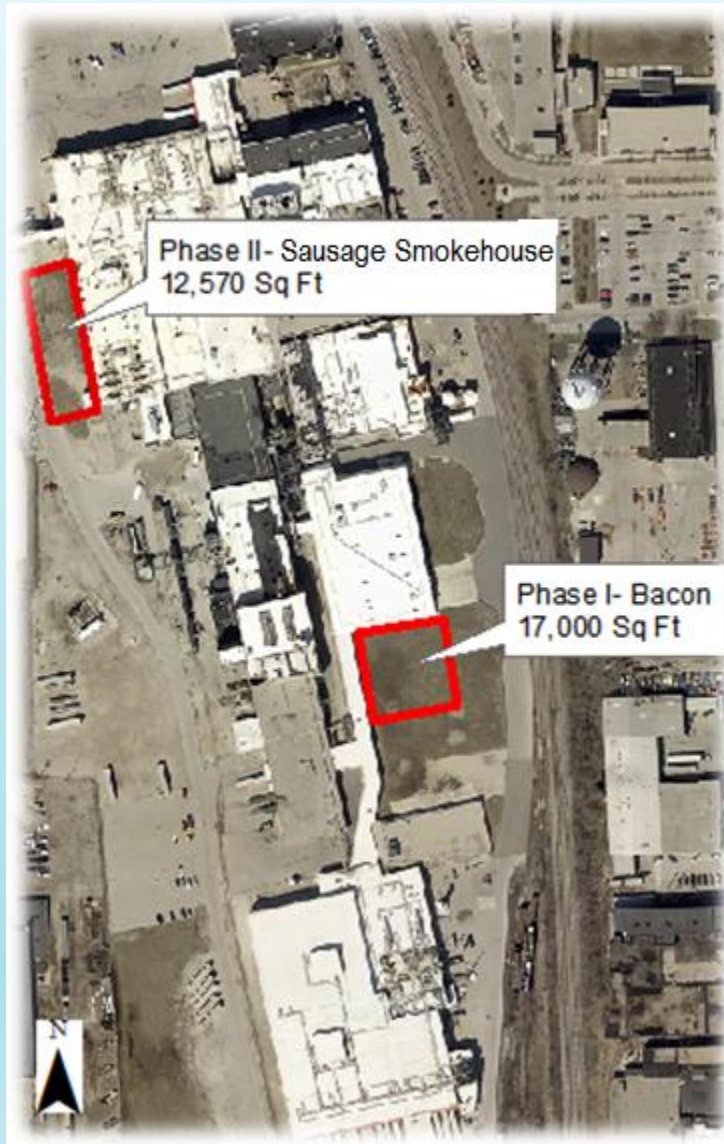 Phase II- Sausage Smokehouse
12,570 Sq Ft
Phase I- Bacon
17,000 Sq Ft
N